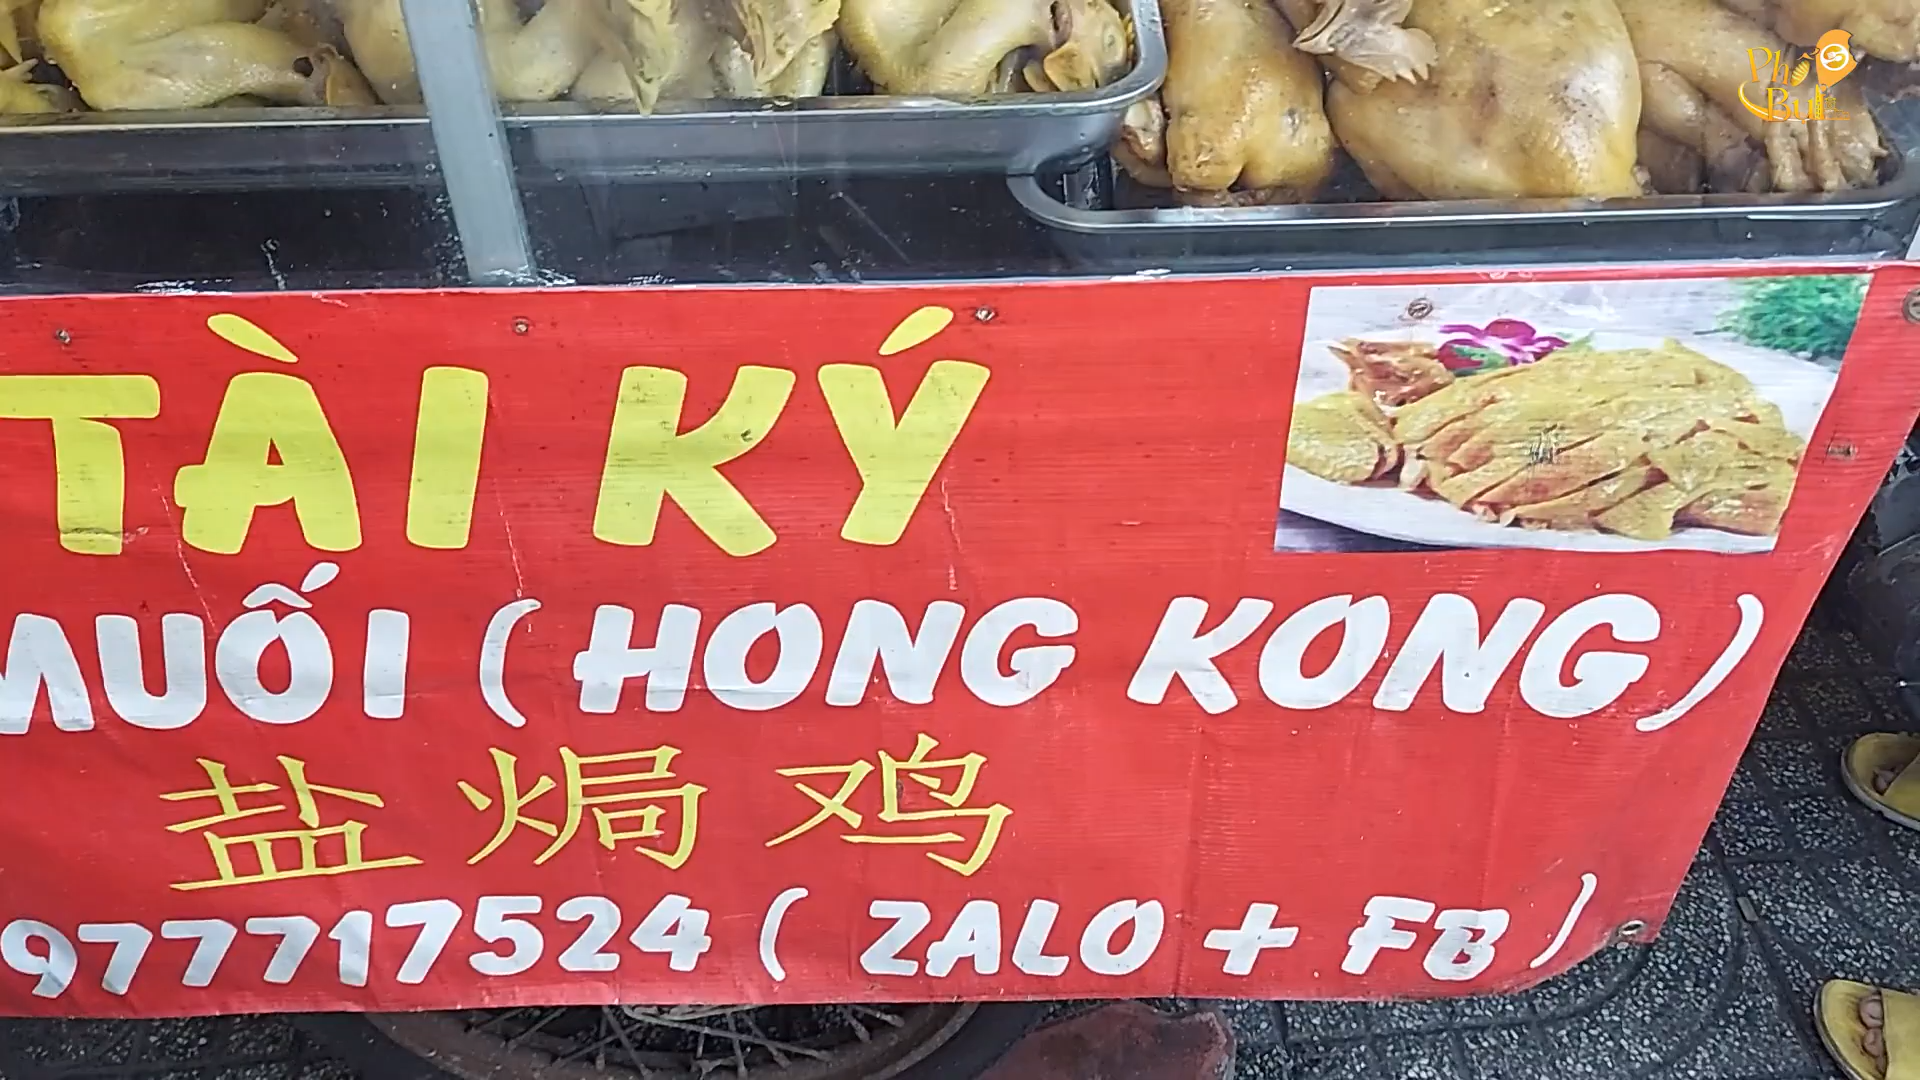 TÀI KÝ
MUỐI (HONG KONG)
盐焗鸡
977717524 (ZALO + FB)